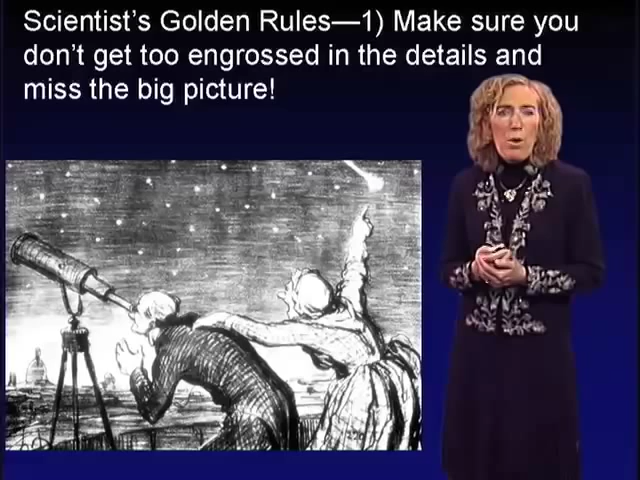 Scientist’s Golden Rules—1) Make sure you
don’t get too engrossed in the details and
miss the big picture!